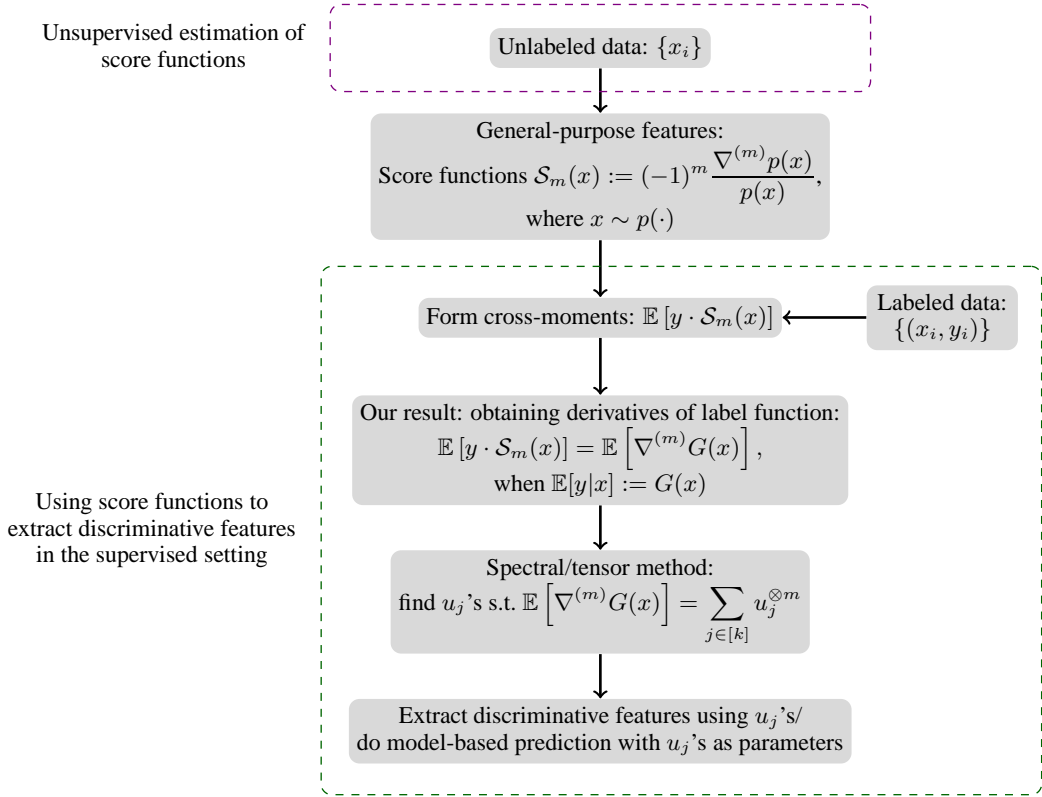 Unsupervised estimation of
score functions
Unlabeled data: {x_i}
General-purpose features:
Score functions 𝒮_m(x) := (−1)^m ∇^(m) p(x) / p(x),
where x ∼ p(·)
Form cross-moments: 𝔼 [y · 𝒮_m(x)]
Labeled data:
{(x_i, y_i)}
Our result: obtaining derivatives of label function:
𝔼 [y · 𝒮_m(x)] = 𝔼 [∇^(m) G(x)] ,
when 𝔼[y|x] := G(x)
Using score functions to
extract discriminative features
in the supervised setting
Spectral/tensor method:
find u_j's s.t. 𝔼 [∇^(m) G(x)] = ∑_{j∈[k]} u_j^{⊗m}
Extract discriminative features using u_j's/
do model-based prediction with u_j's as parameters